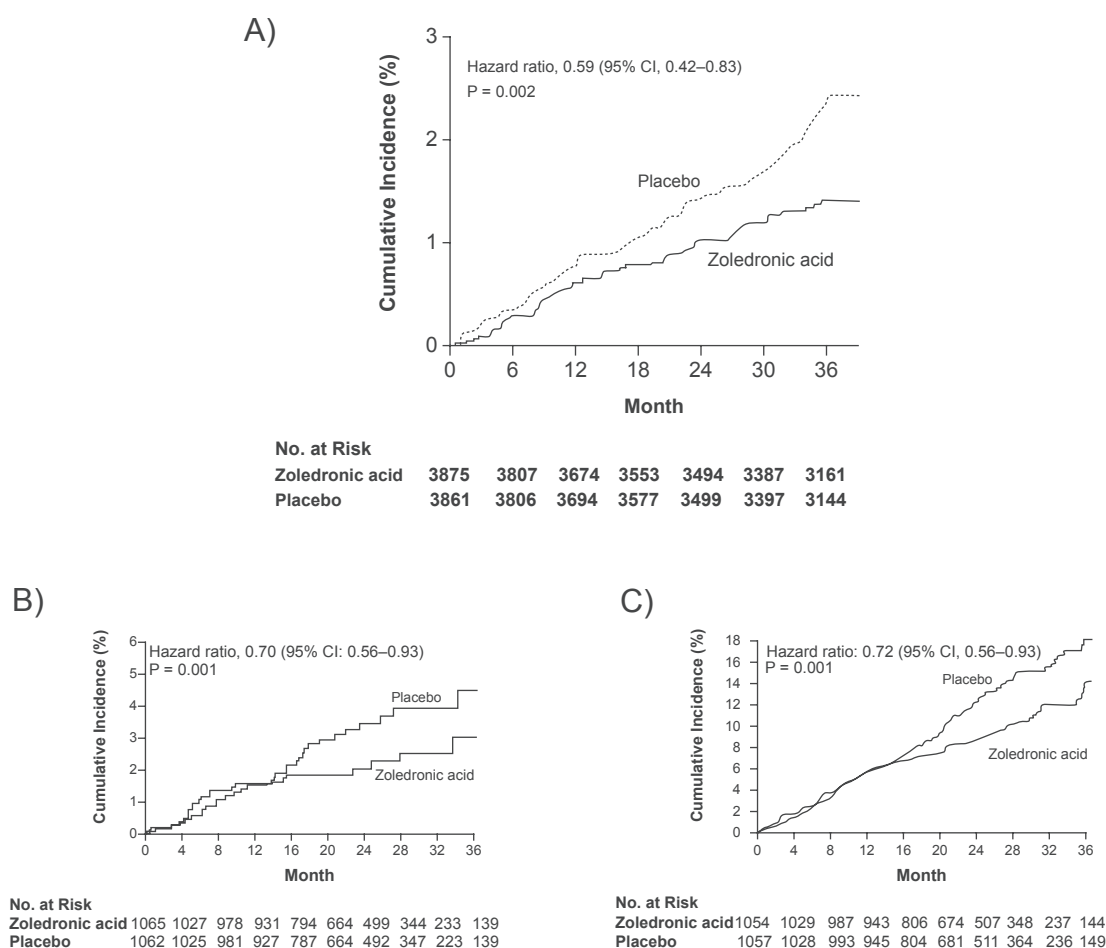 A)
3
2
1
0
Cumulative Incidence (%)
Hazard ratio, 0.59 (95% CI, 0.42–0.83)
P = 0.002
Placebo
Zoledronic acid
0 6 12 18 24 30 36
Month
No. at Risk
Zoledronic acid 3875 3807 3674 3553 3494 3387 3161
Placebo 3861 3806 3694 3577 3499 3397 3144
B)
6
5
4
3
2
1
0
Cumulative Incidence (%)
Hazard ratio, 0.70 (95% CI: 0.56–0.93)
P = 0.001
Placebo
Zoledronic acid
0 4 8 12 16 20 24 28 32 36
Month
No. at Risk
Zoledronic acid 1065 1027 978 931 794 664 499 344 233 139
Placebo 1062 1025 981 927 787 664 492 347 223 139
C)
18
16
14
12
10
8
6
4
2
0
Cumulative Incidence (%)
Hazard ratio: 0.72 (95% CI, 0.56–0.93)
P = 0.001
Placebo
Zoledronic acid
0 4 8 12 16 20 24 28 32 36
Month
No. at Risk
Zoledronic acid 1054 1029 987 943 806 674 507 348 237 144
Placebo 1057 1028 993 945 804 681 511 364 236 149